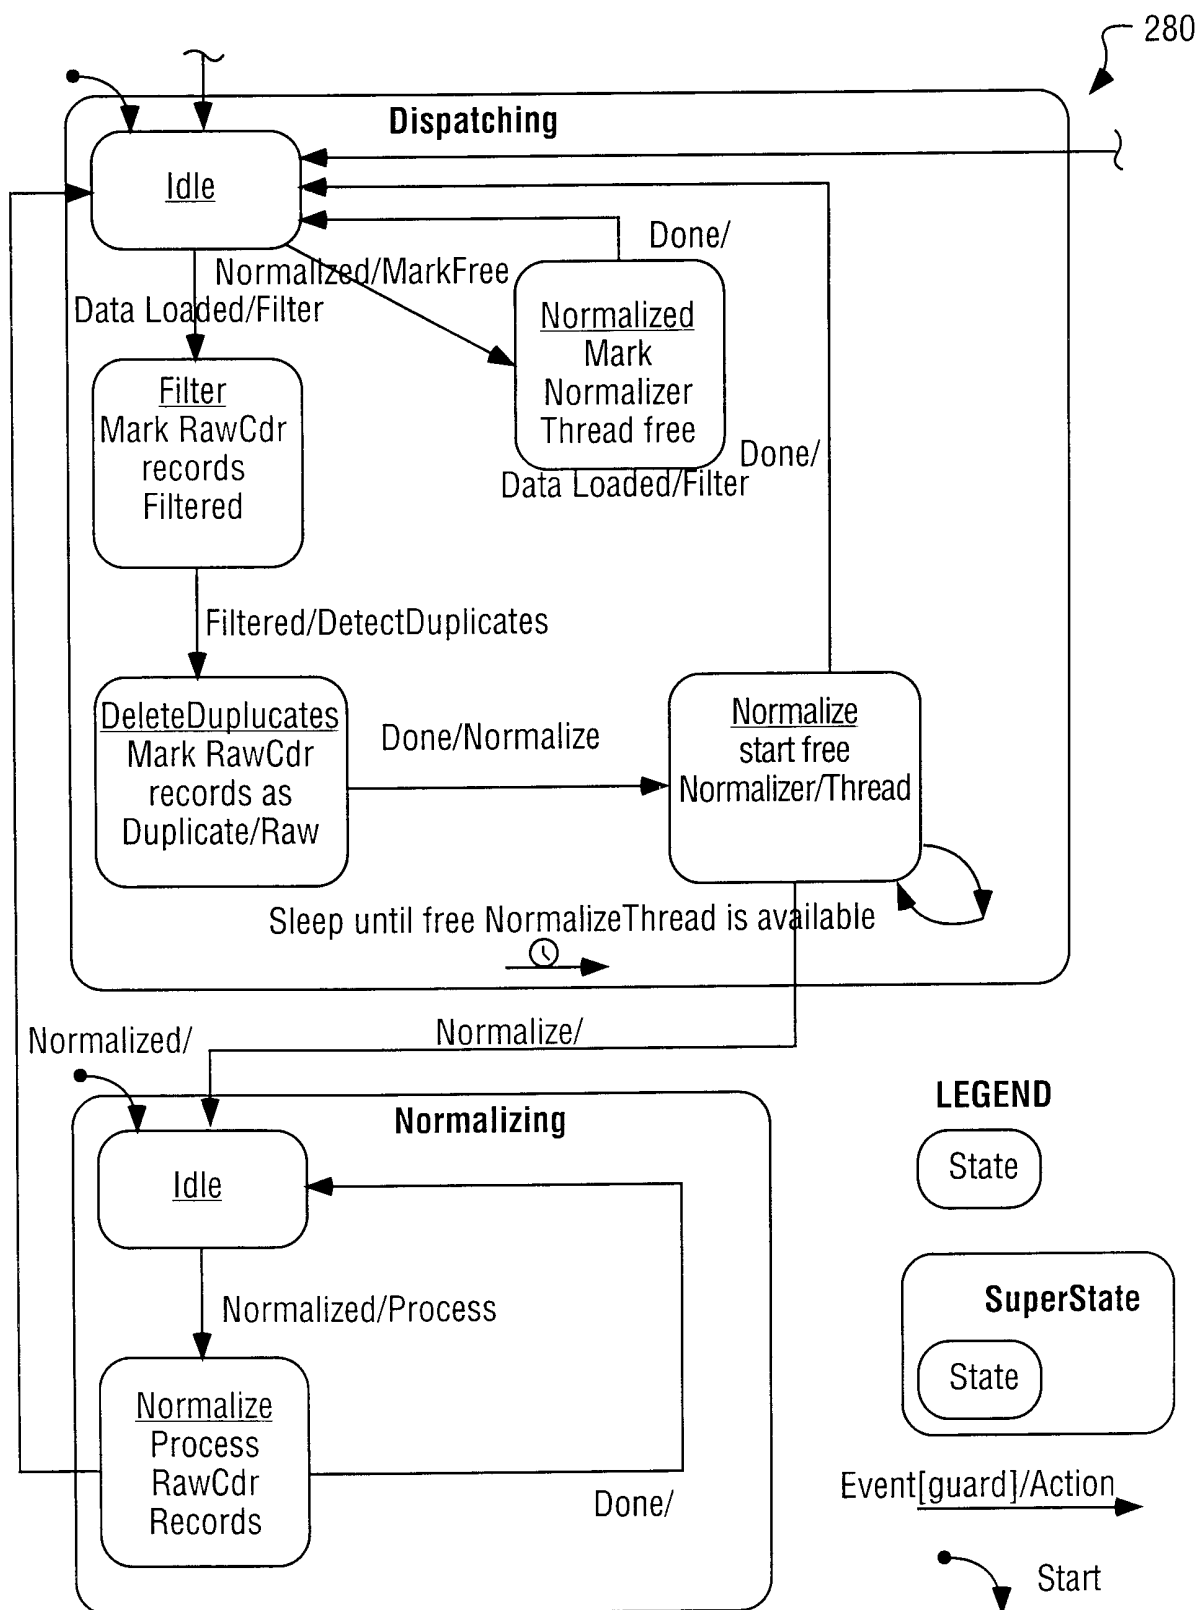 280
Dispatching
Idle
Done/
Normalized/MarkFree
Data Loaded/Filter
Normalized
Mark
Normalizer
Thread free
Filter
Mark RawCdr
records
Filtered
Done/
Data Loaded/Filter
Filtered/DetectDuplicates
DeleteDuplucates
Mark RawCdr
records as
Duplicate/Raw
Done/Normalize
Normalize
start free
Normalizer/Thread
Sleep until free NormalizeThread is available
Normalized/
Normalize/
Normalizing
Idle
Normalized/Process
Normalize
Process
RawCdr
Records
Done/
LEGEND
State
SuperState
State
Event[guard]/Action
Start